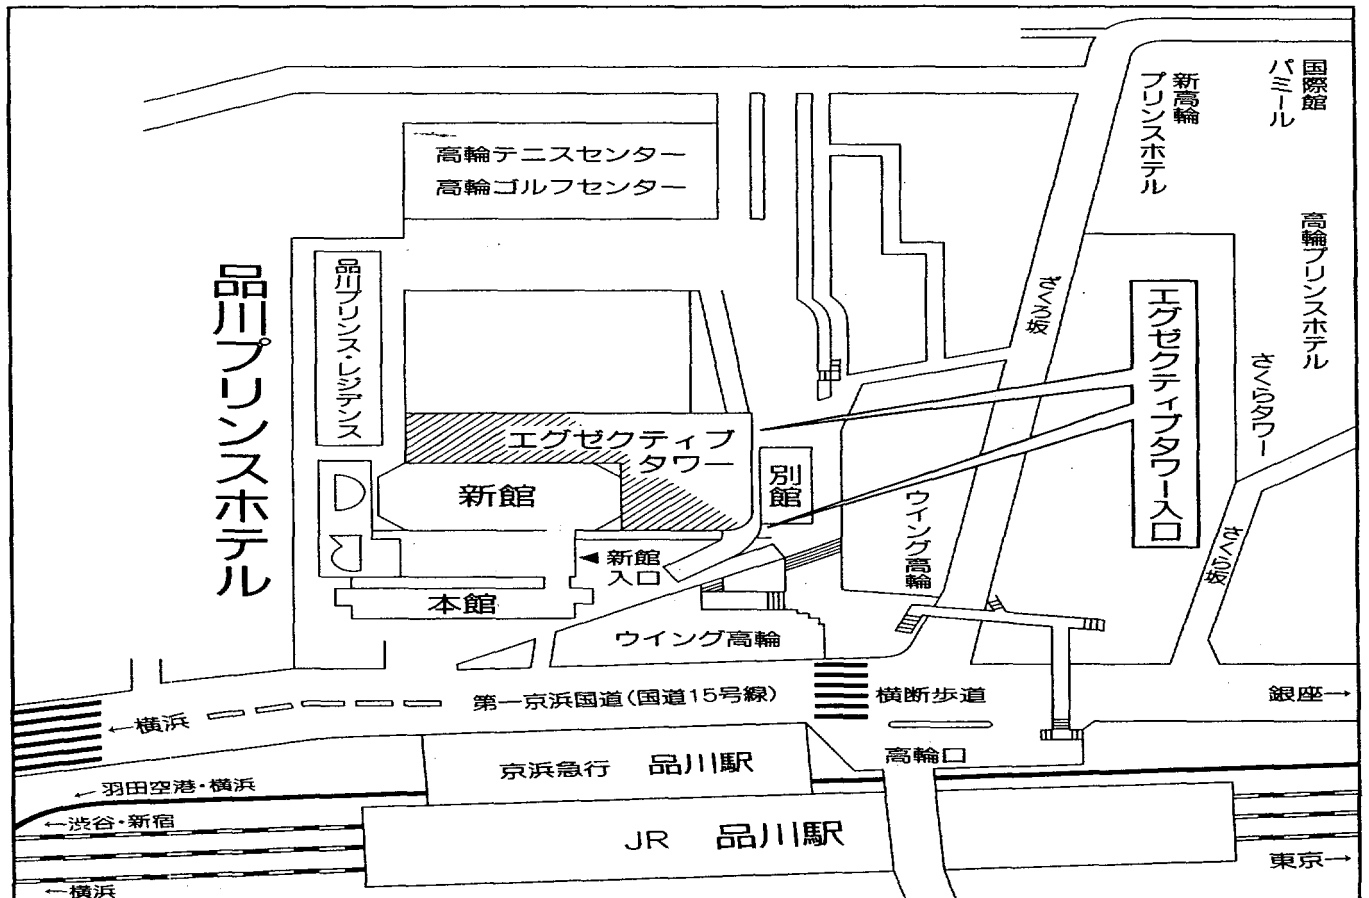 国際館
パミール
新高輪
プリンスホテル
高輪テニスセンター
高輪ゴルフセンター
高輪プリンスホテル
品川プリンスホテル
品川プリンス・レジデンス
ざくろ坂
エグゼクティブタワー入口
さくらタワー
エグゼクティブ
タワー
別館
新館
ウイング高輪
さくら坂
◀新館
入口
本館
ウイング高輪
第一京浜国道(国道15号線)
横断歩道
銀座→
←横浜
高輪口
京浜急行 品川駅
←羽田空港・横浜
←渋谷・新宿
JR 品川駅
東京→
←横浜